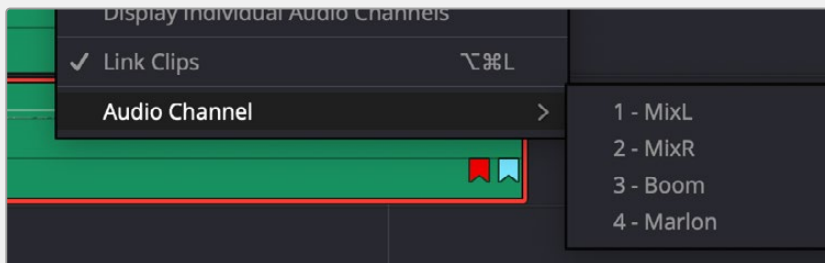 Display Individual Audio Channels
✓ Link Clips ⌥⌘L
Audio Channel >
1 - MixL
2 - MixR
3 - Boom
4 - Marlon